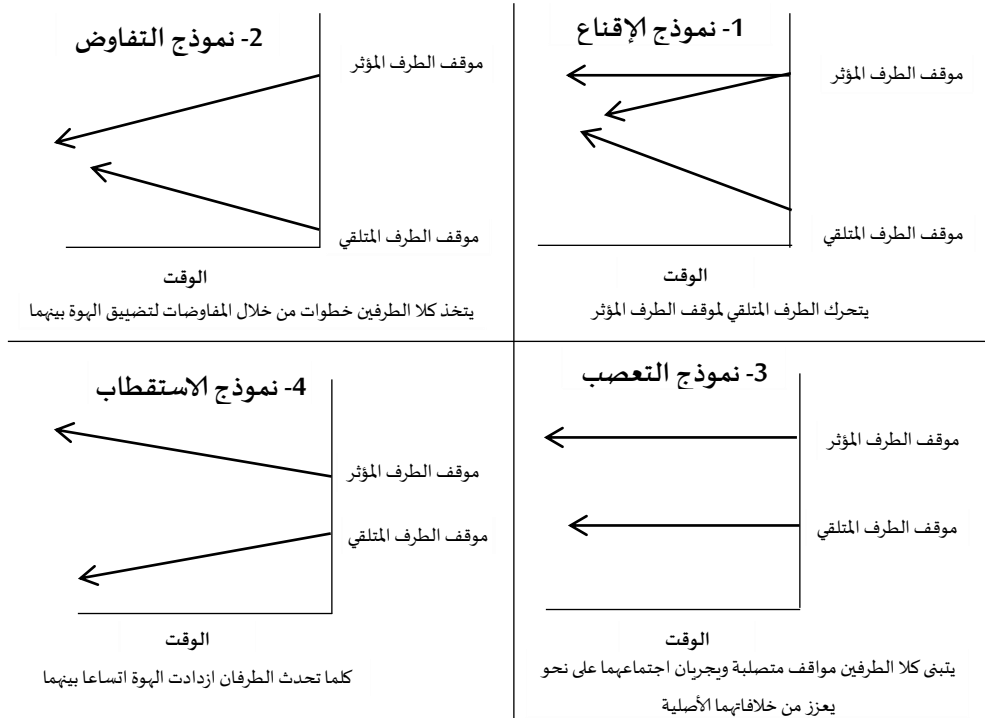 1- نموذج الإقناع
موقف الطرف المؤثر
موقف الطرف المتلقي
الوقت
يتحرك الطرف المتلقي لموقف الطرف المؤثر
2- نموذج التفاوض
موقف الطرف المؤثر
موقف الطرف المتلقي
الوقت
يتخذ كلا الطرفين خطوات من خلال المفاوضات لتضييق الهوة بينهما
3- نموذج التعصب
موقف الطرف المؤثر
موقف الطرف المتلقي
الوقت
يتبنى كلا الطرفين مواقف متصلبة ويجريان اجتماعهما على نحو
يعزز من خلافاتهما الأصلية
4- نموذج الاستقطاب
موقف الطرف المؤثر
موقف الطرف المتلقي
الوقت
كلما تحدث الطرفان ازدادت الهوة اتساعا بينهما